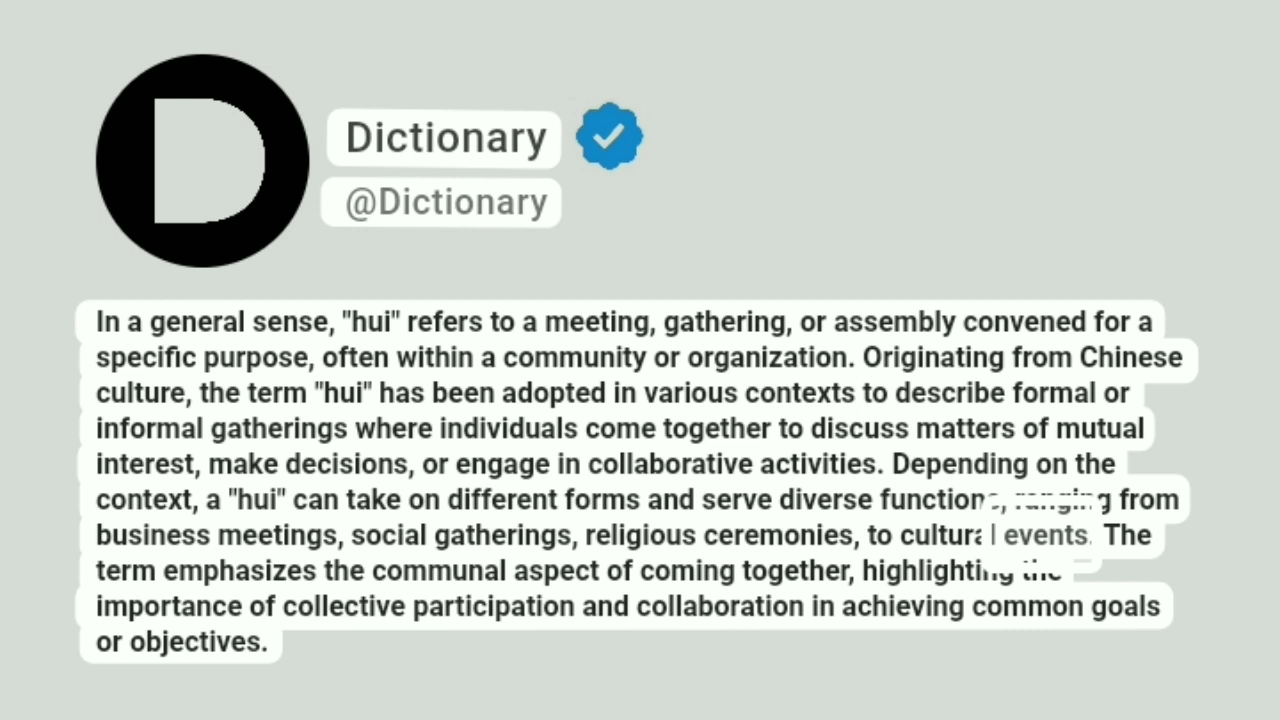 D
Dictionary
@Dictionary
In a general sense, "hui" refers to a meeting, gathering, or assembly convened for a
specific purpose, often within a community or organization. Originating from Chinese
culture, the term "hui" has been adopted in various contexts to describe formal or
informal gatherings where individuals come together to discuss matters of mutual
interest, make decisions, or engage in collaborative activities. Depending on the
context, a "hui" can take on different forms and serve diverse functions, ranging from
business meetings, social gatherings, religious ceremonies, to cultural events. The
term emphasizes the communal aspect of coming together, highlighting the
importance of collective participation and collaboration in achieving common goals
or objectives.